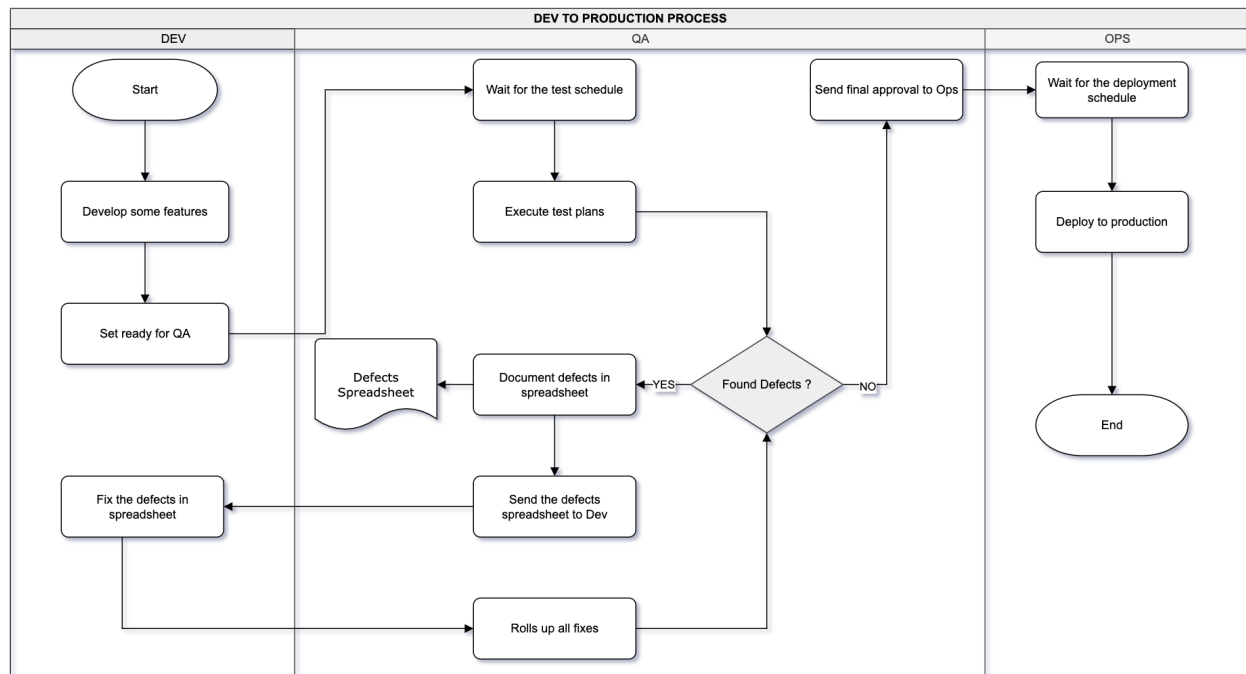 DEV TO PRODUCTION PROCESS
DEV
QA
OPS
Start
Wait for the test schedule
Send final approval to Ops
Wait for the deployment
schedule
Develop some features
Execute test plans
Deploy to production
Set ready for QA
Defects
Spreadsheet
Document defects in
spreadsheet
YES
Found Defects ?
NO
End
Fix the defects in
spreadsheet
Send the defects
spreadsheet to Dev
Rolls up all fixes